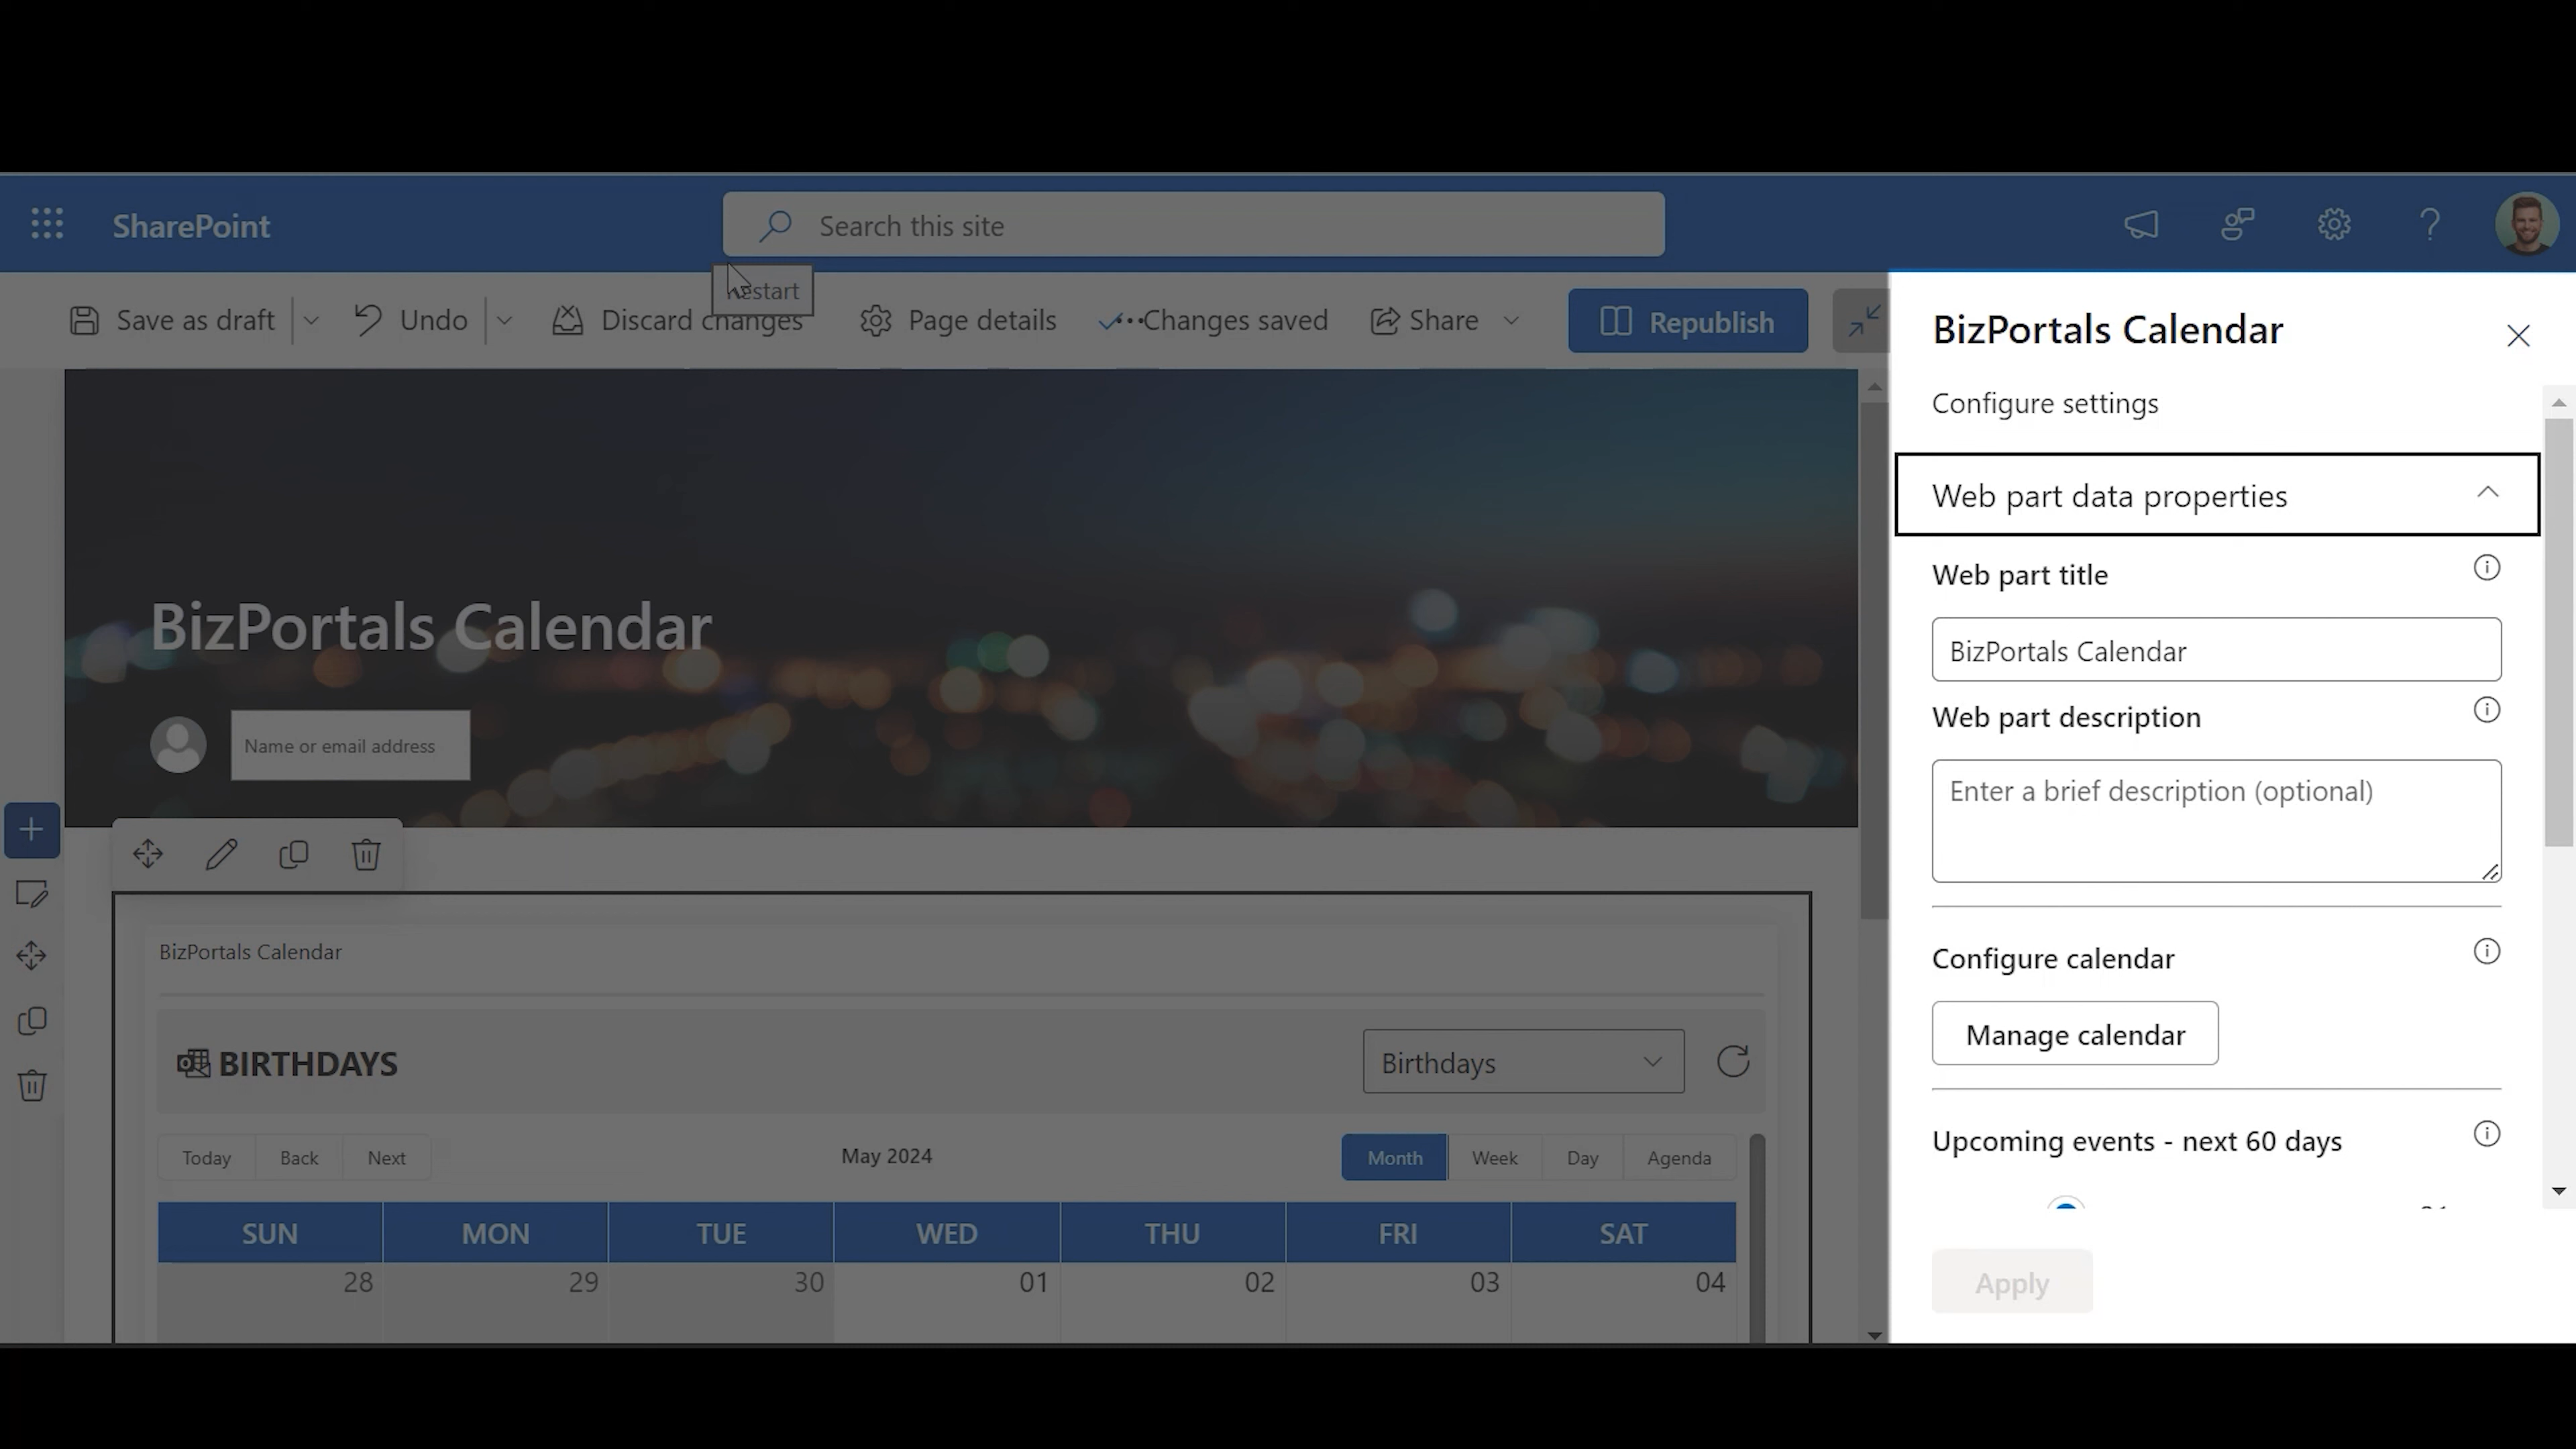 SharePoint
Search this site
Save as draft
Undo
Discard changes
Restart
Page details
Changes saved
Share
Republish
BizPortals Calendar
Name or email address
BizPortals Calendar
BIRTHDAYS
Birthdays
Today
Back
Next
May 2024
Month
Week
Day
Agenda
SUN
MON
TUE
WED
THU
FRI
SAT
28
29
30
01
02
03
04
BizPortals Calendar
Configure settings
Web part data properties
Web part title
BizPortals Calendar
Web part description
Enter a brief description (optional)
Configure calendar
Manage calendar
Upcoming events - next 60 days
Apply